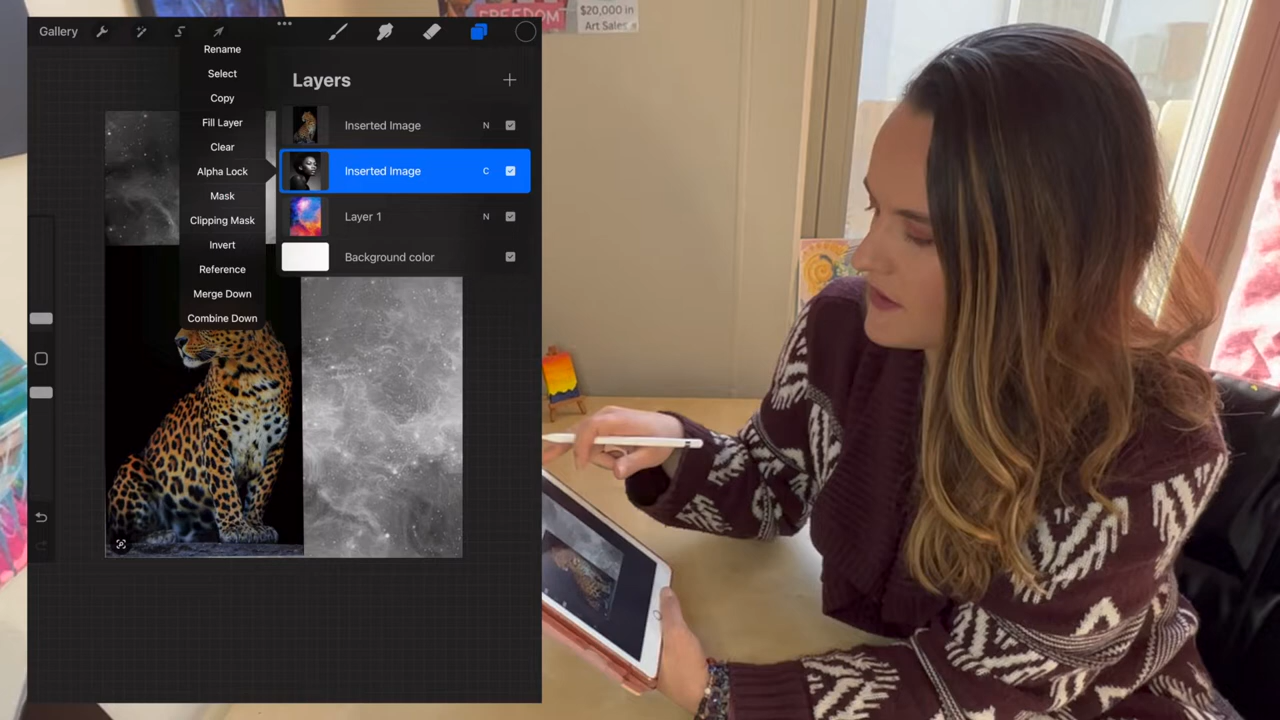 FREEDOM
$20,000 in
Art Sales
Gallery
Rename
Select
Copy
Fill Layer
Clear
Alpha Lock
Mask
Clipping Mask
Invert
Reference
Merge Down
Combine Down
Layers
Inserted Image N
Inserted Image C
Layer 1 N
Background color